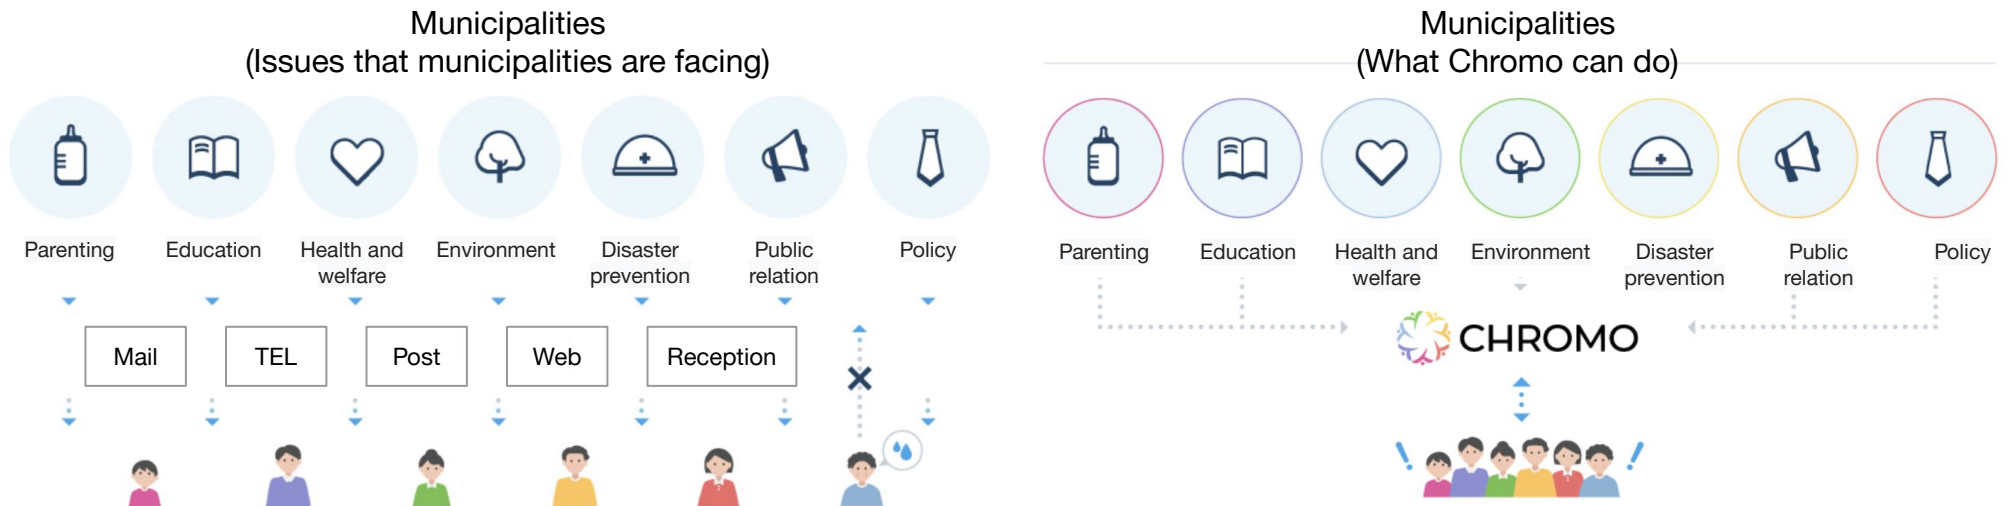 Municipalities
(Issues that municipalities are facing)
Parenting
Education
Health and
welfare
Environment
Disaster
prevention
Public
relation
Policy
Mail
TEL
Post
Web
Reception
Municipalities
(What Chromo can do)
Parenting
Education
Health and
welfare
Environment
Disaster
prevention
Public
relation
Policy
CHROMO